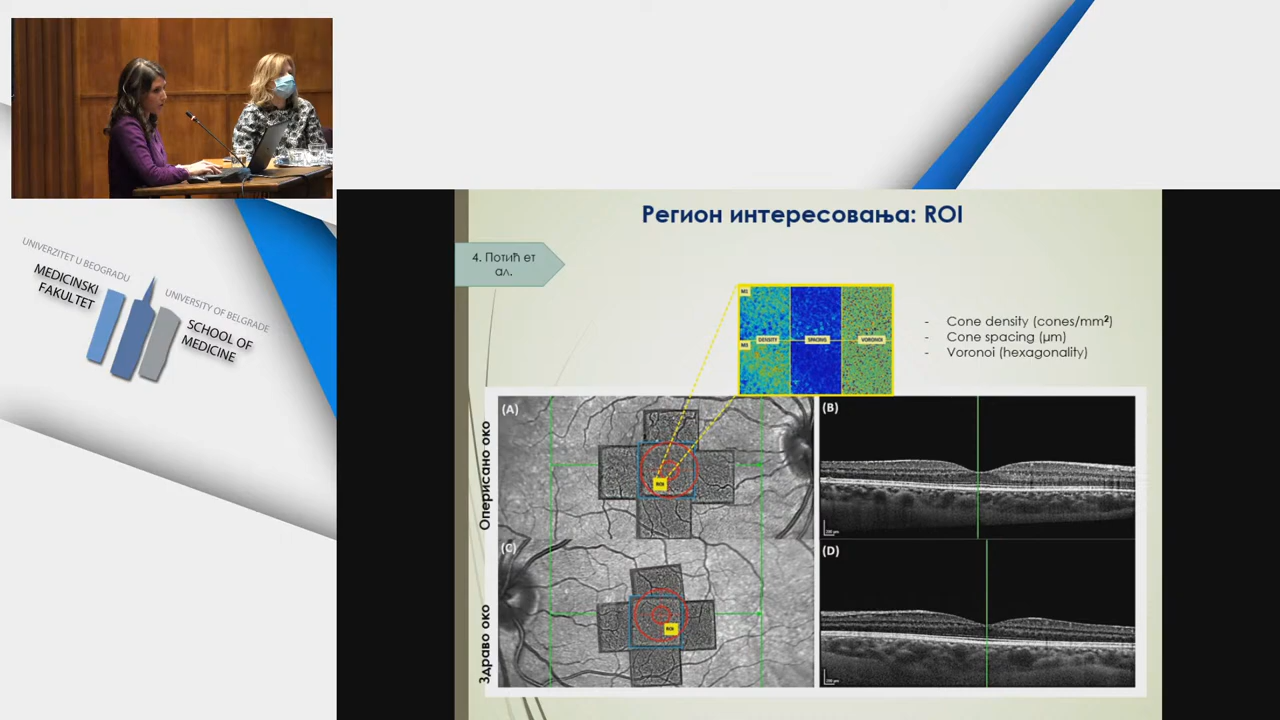 UNIVERZITET U BEOGRADU
MEDICINSKI
FAKULTET
UNIVERSITY OF BELGRADE
SCHOOL OF
MEDICINE
Регион интересовања: ROI
4. Потић ет
ал.
M1
M3
DENSITY
SPACING
VORONOI
- Cone density (cones/mm²)
- Cone spacing (µm)
- Voronoi (hexagonality)
Оперисано око
(A)
ROI
(B)
Здраво око
(C)
ROI
(D)